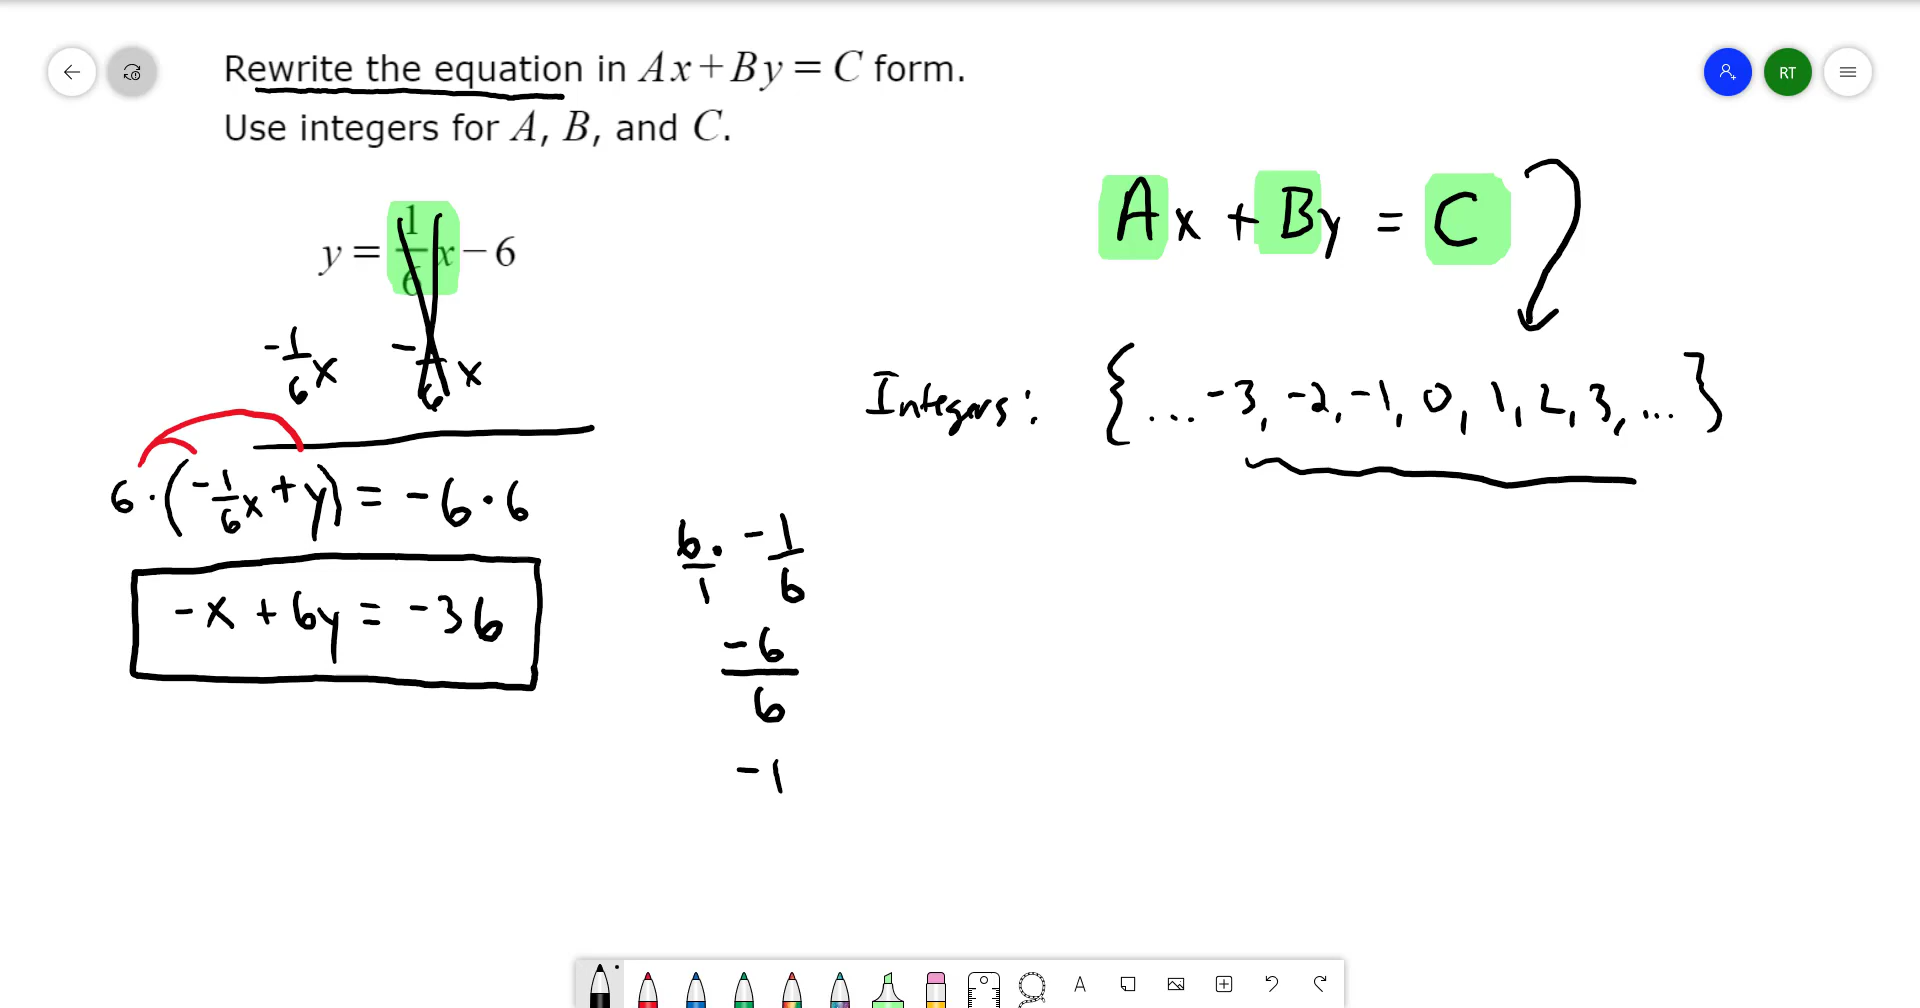 Rewrite the equation in Ax+By=C form.
Use integers for A, B, and C.
RT
y = 1/6 x − 6
-1/6 x -1/6 x
6·(-1/6 x + y) = -6·6
-x + 6y = -36
6/1 · -1/6
-6/6
-1
Ax + By = C
Integers: {... -3, -2, -1, 0, 1, 2, 3, ...}
A